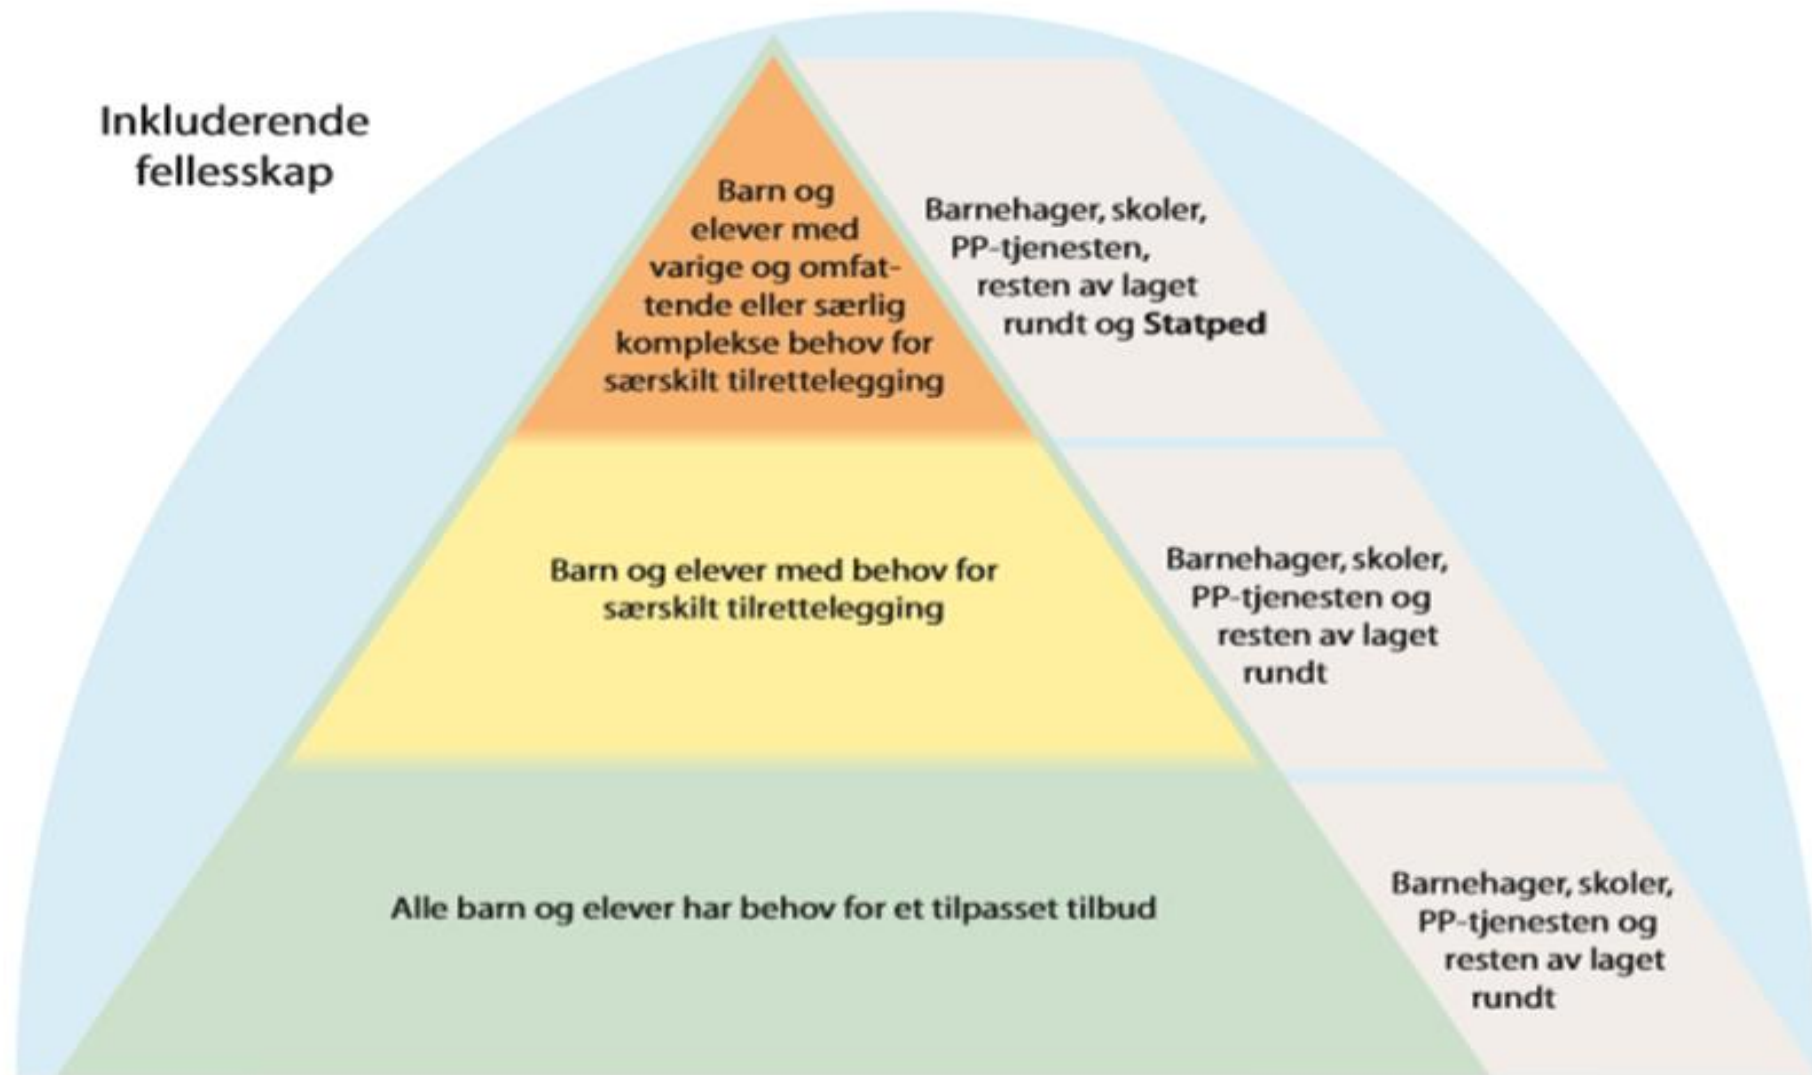 Inkluderende
fellesskap
Barn og
elever med
varige og omfat-
tende eller særlig
komplekse behov for
særskilt tilrettelegging
Barnehager, skoler,
PP-tjenesten,
resten av laget
rundt og Statped
Barn og elever med behov for
særskilt tilrettelegging
Barnehager, skoler,
PP-tjenesten og
resten av laget
rundt
Alle barn og elever har behov for et tilpasset tilbud
Barnehager, skoler,
PP-tjenesten og
resten av laget
rundt